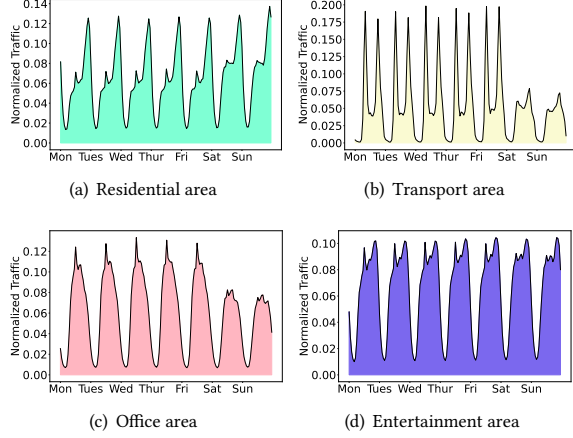 0.14
0.12
0.10
0.08
0.06
0.04
0.02
0.00
Normalized Traffic
Mon Tues Wed Thur Fri Sat Sun
(a) Residential area
0.200
0.175
0.150
0.125
0.100
0.075
0.050
0.025
0.000
Normalized Traffic
Mon Tues Wed Thur Fri Sat Sun
(b) Transport area
0.12
0.10
0.08
0.06
0.04
0.02
0.00
Normalized Traffic
Mon Tues Wed Thur Fri Sat Sun
(c) Office area
0.10
0.08
0.06
0.04
0.02
0.00
Normalized Traffic
Mon Tues Wed Thur Fri Sat Sun
(d) Entertainment area